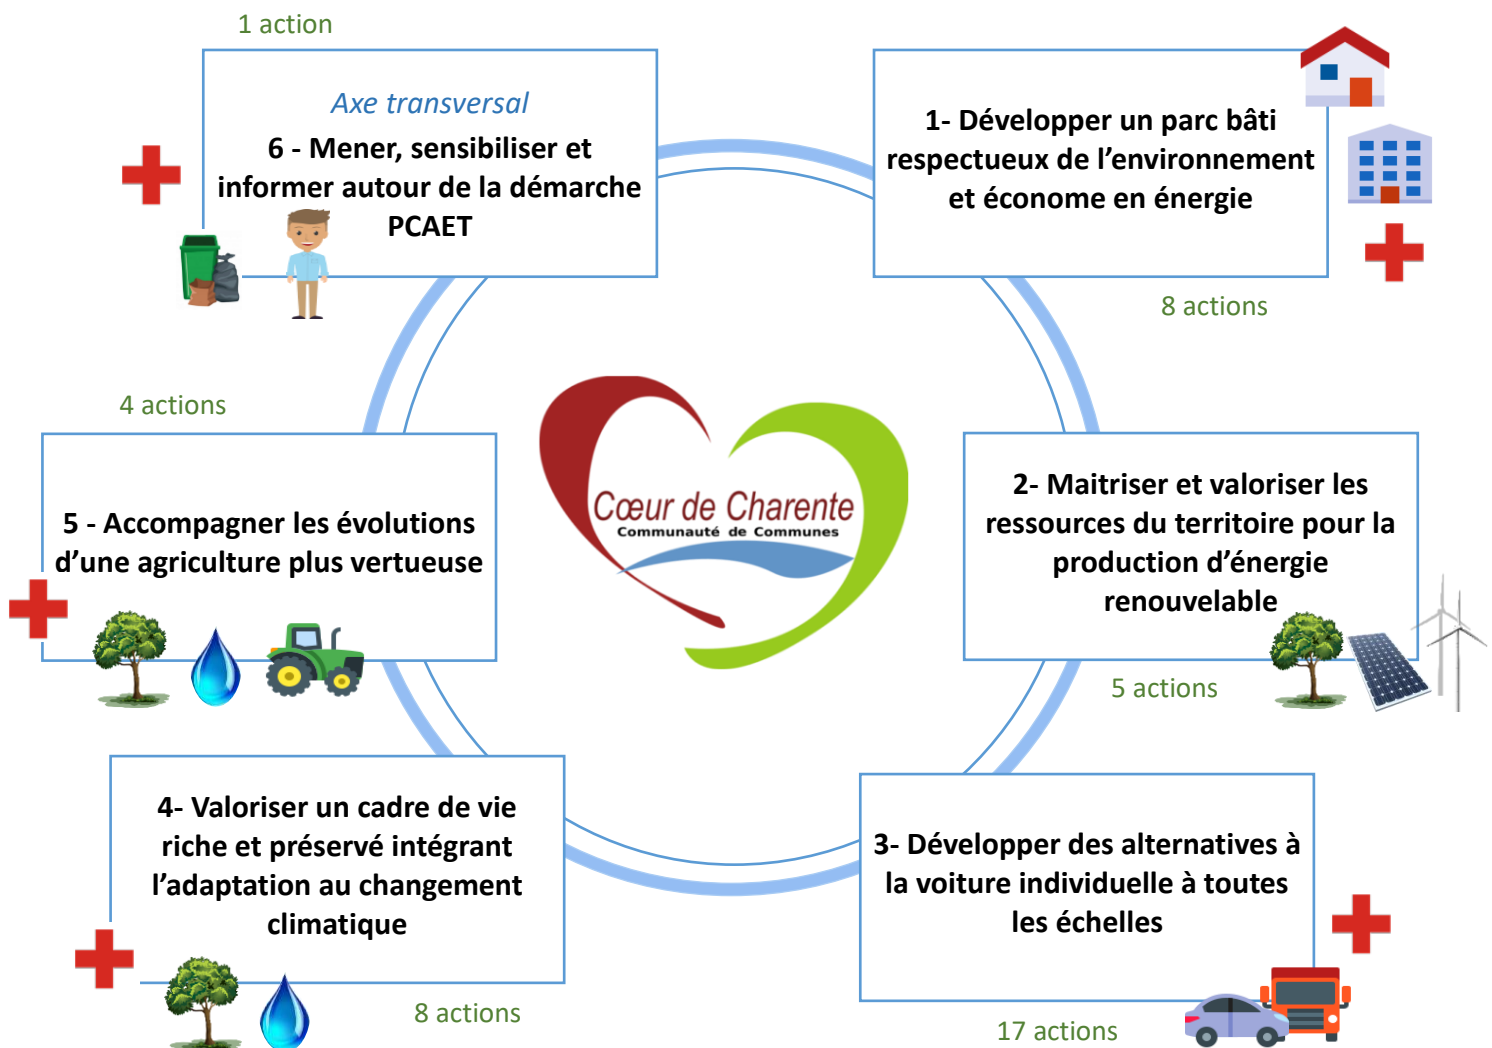 1 action
Axe transversal
6 - Mener, sensibiliser et
informer autour de la démarche
PCAET
1- Développer un parc bâti
respectueux de l’environnement
et économe en énergie
8 actions
2- Maitriser et valoriser les
ressources du territoire pour la
production d’énergie
renouvelable
5 actions
3- Développer des alternatives à
la voiture individuelle à toutes
les échelles
17 actions
4- Valoriser un cadre de vie
riche et préservé intégrant
l’adaptation au changement
climatique
8 actions
4 actions
5 - Accompagner les évolutions
d’une agriculture plus vertueuse
Cœur de Charente
Communauté de Communes